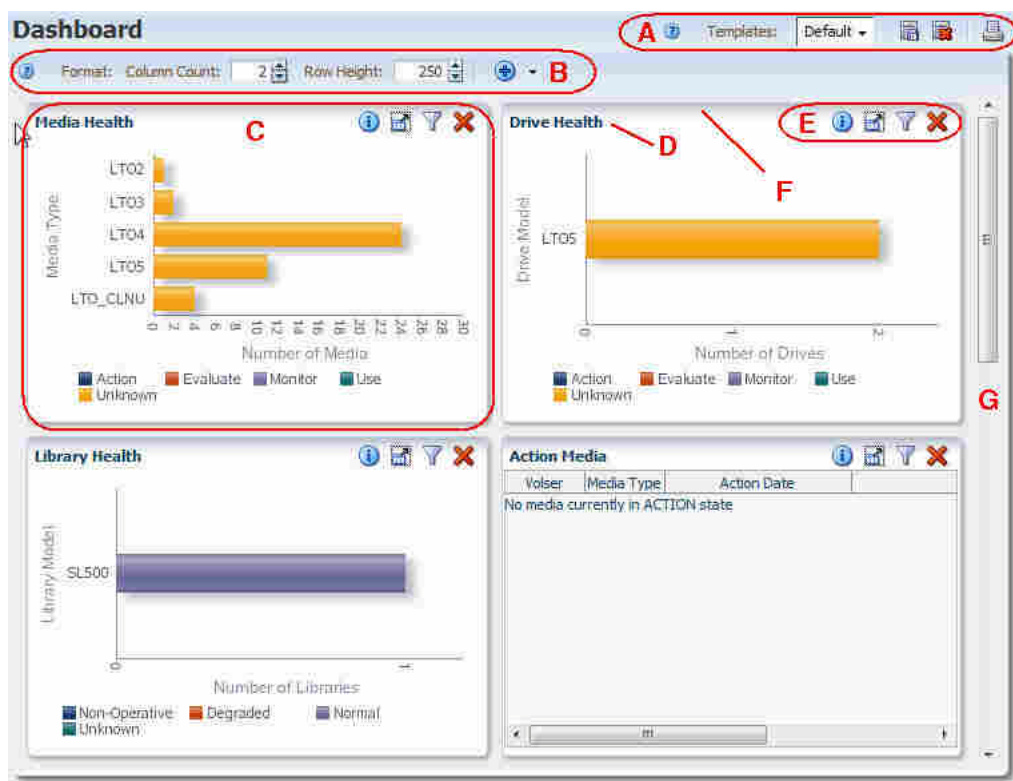 Dashboard
A Templates: Default
Format: Column Count: 2 Row Height: 250 B
Media Health C
Media Type
LTO2
LTO3
LTO4
LTO5
LTO_CLNU
0 2 4 6 8 10 12 14 16 18 20 22 24 26 28 30
Number of Media
Action Evaluate Monitor Use
Unknown
Drive Health D E
F
Drive Model
LTO5
0 1 2
Number of Drives
Action Evaluate Monitor Use
Unknown
G
Library Health
Library Model
SL500
0 1
Number of Libraries
Non-Operative Degraded Normal
Unknown
Action Media
Volser Media Type Action Date
No media currently in ACTION state